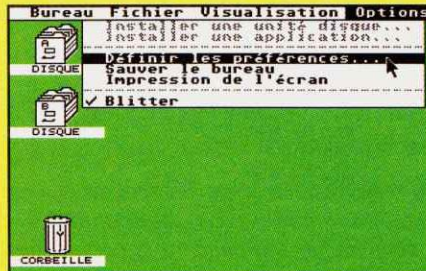 Bureau Fichier Visualisation Options
Installer une unité disque...
Installer une application...
Définir les préférences...
Sauver le bureau
Impression de l'écran
✓ Blitter
A
DISQUE
B
DISQUE
CORBEILLE